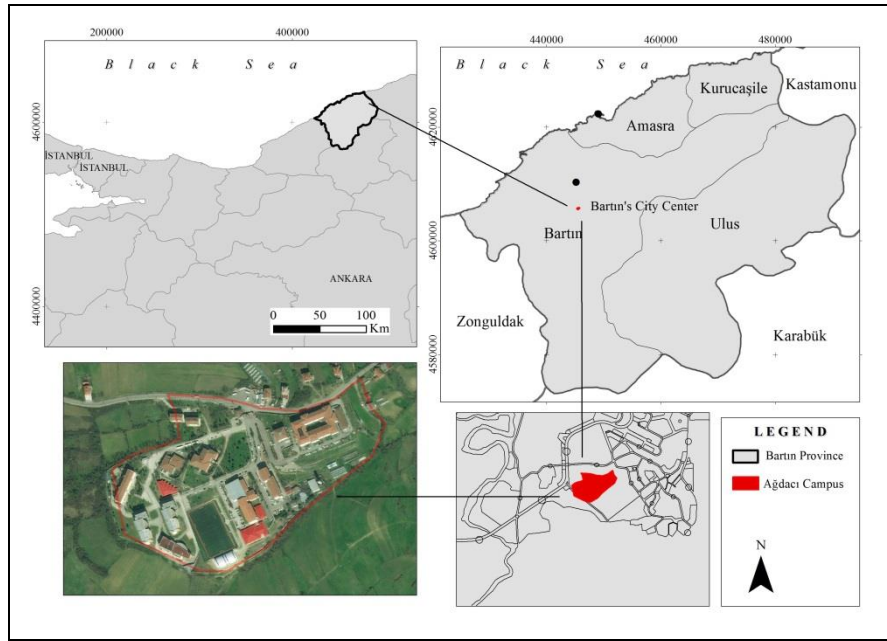 200000
400000
B l a c k S e a
4600000
4400000
İSTANBUL
İSTANBUL
ANKARA
0 50 100
Km
440000
460000
480000
B l a c k S e a
4620000
4600000
4580000
Kastamonu
Kurucaşile
Amasra
Bartın's City Center
Ulus
Bartın
Zonguldak
Karabük
LEGEND
Bartın Province
Ağdacı Campus
N